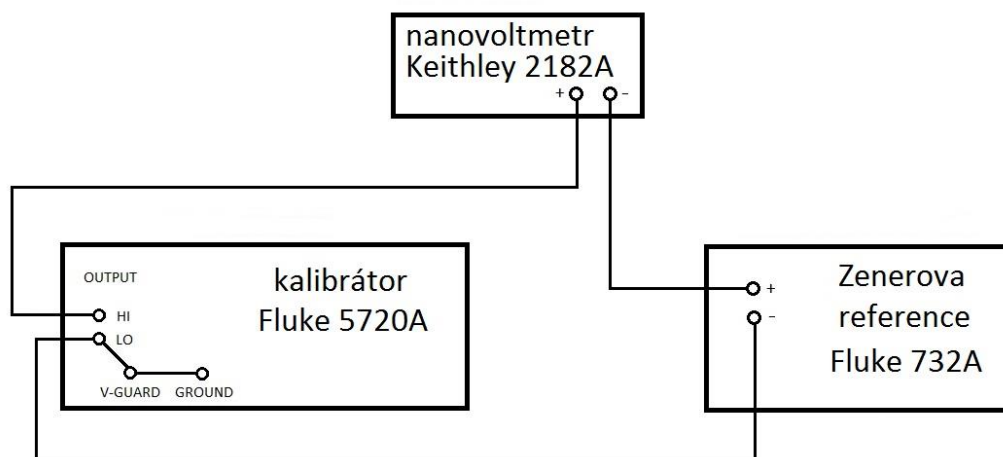 nanovoltmetr
Keithley 2182A
+ -
OUTPUT
HI
LO
V-GUARD GROUND
kalibrátor
Fluke 5720A
Zenerova
reference
Fluke 732A
+
-